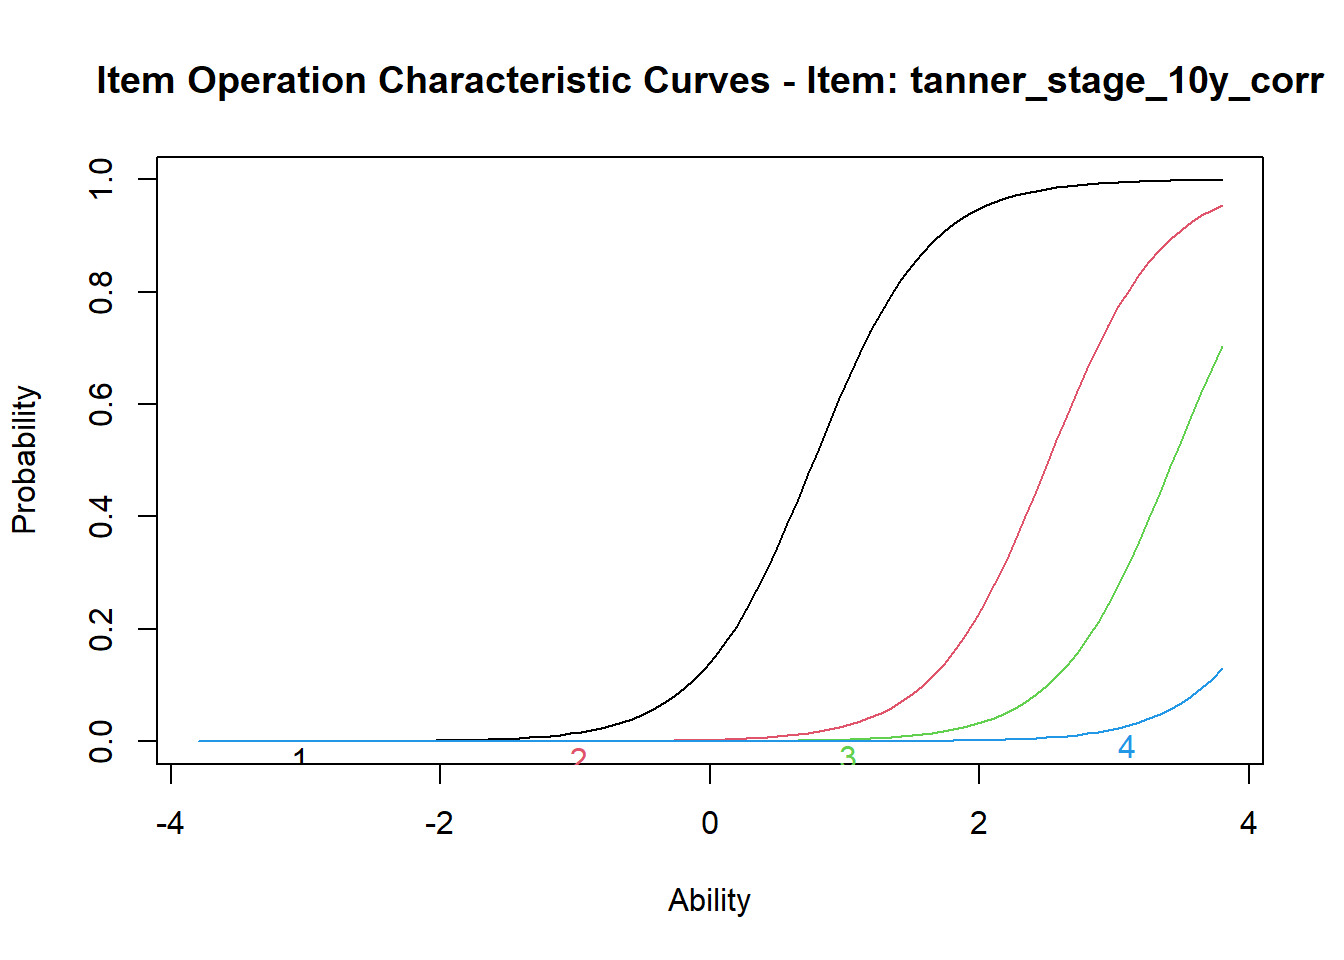 Item Operation Characteristic Curves - Item: tanner_stage_10y_corr
1.0
0.8
0.6
0.4
0.2
0.0
Probability
1 2 3 4
-4 -2 0 2 4
Ability